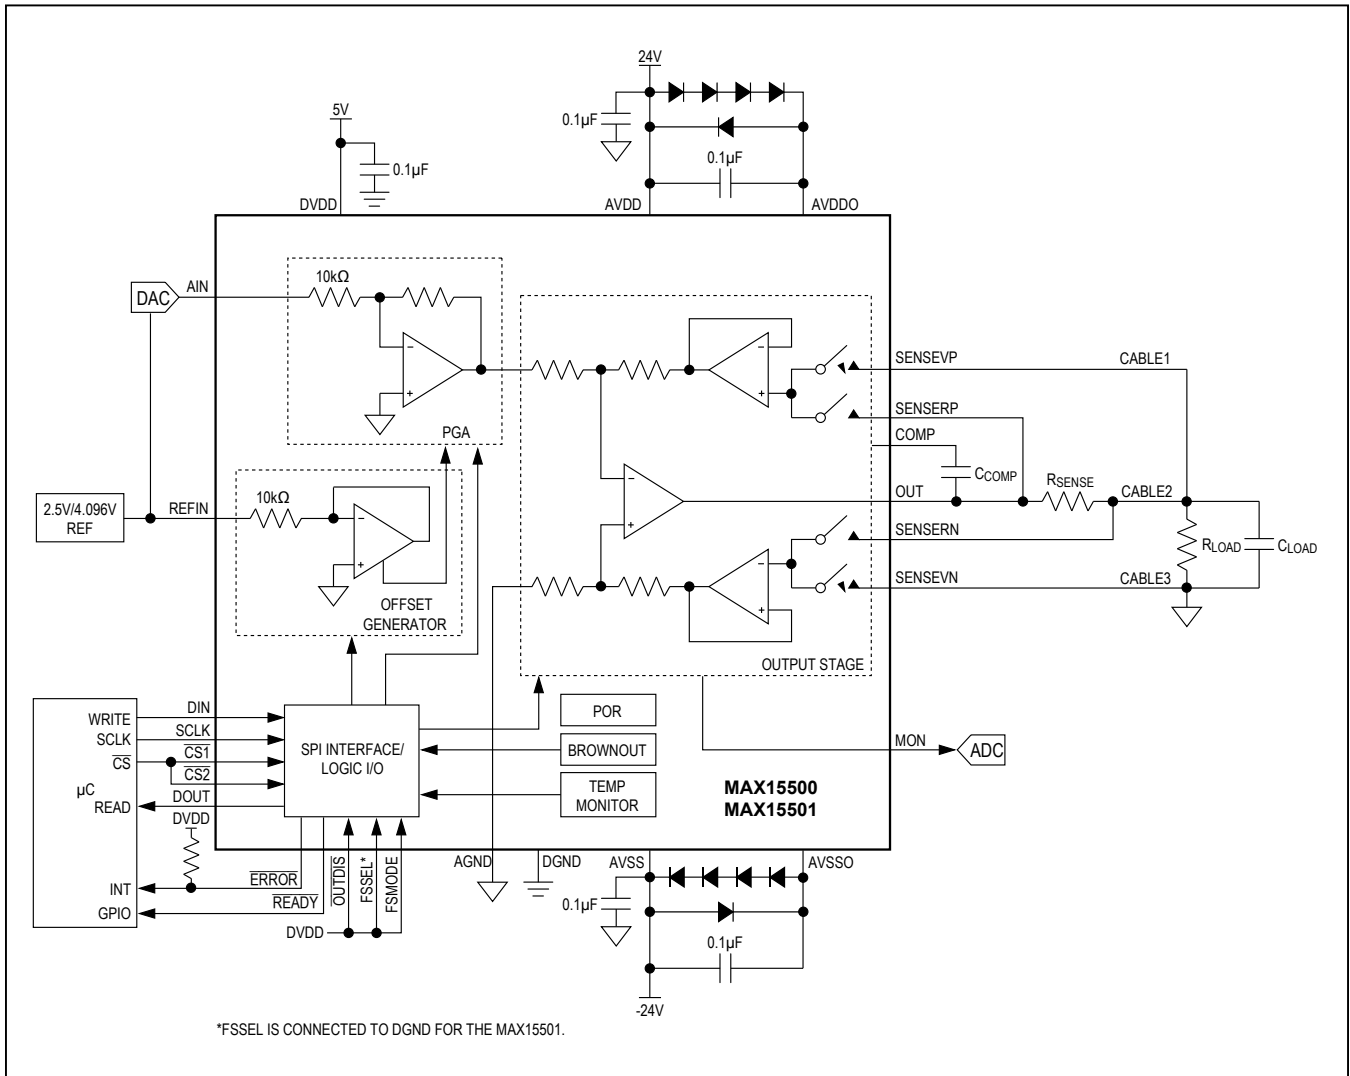 24V
0.1µF
5V
0.1µF
0.1µF
DVDD
AVDD
AVDDO
10kΩ
DAC
AIN
SENSEVP
CABLE1
SENSERP
PGA
COMP
CCOMP
RSENSE
10kΩ
2.5V/4.096V
REF
REFIN
OUT
CABLE2
SENSERN
RLOAD
CLOAD
SENSEVN
CABLE3
OFFSET
GENERATOR
OUTPUT STAGE
WRITE
DIN
POR
SCLK
SCLK
CS
CS1
SPI INTERFACE/
LOGIC I/O
BROWNOUT
MON
ADC
CS2
µC
READ
DOUT
TEMP
MONITOR
MAX15500
MAX15501
DVDD
OUTDIS
FSSEL*
FSMODE
AGND
DGND
AVSS
AVSSO
INT
ERROR
0.1µF
GPIO
READY
DVDD
0.1µF
-24V
*FSSEL IS CONNECTED TO DGND FOR THE MAX15501.